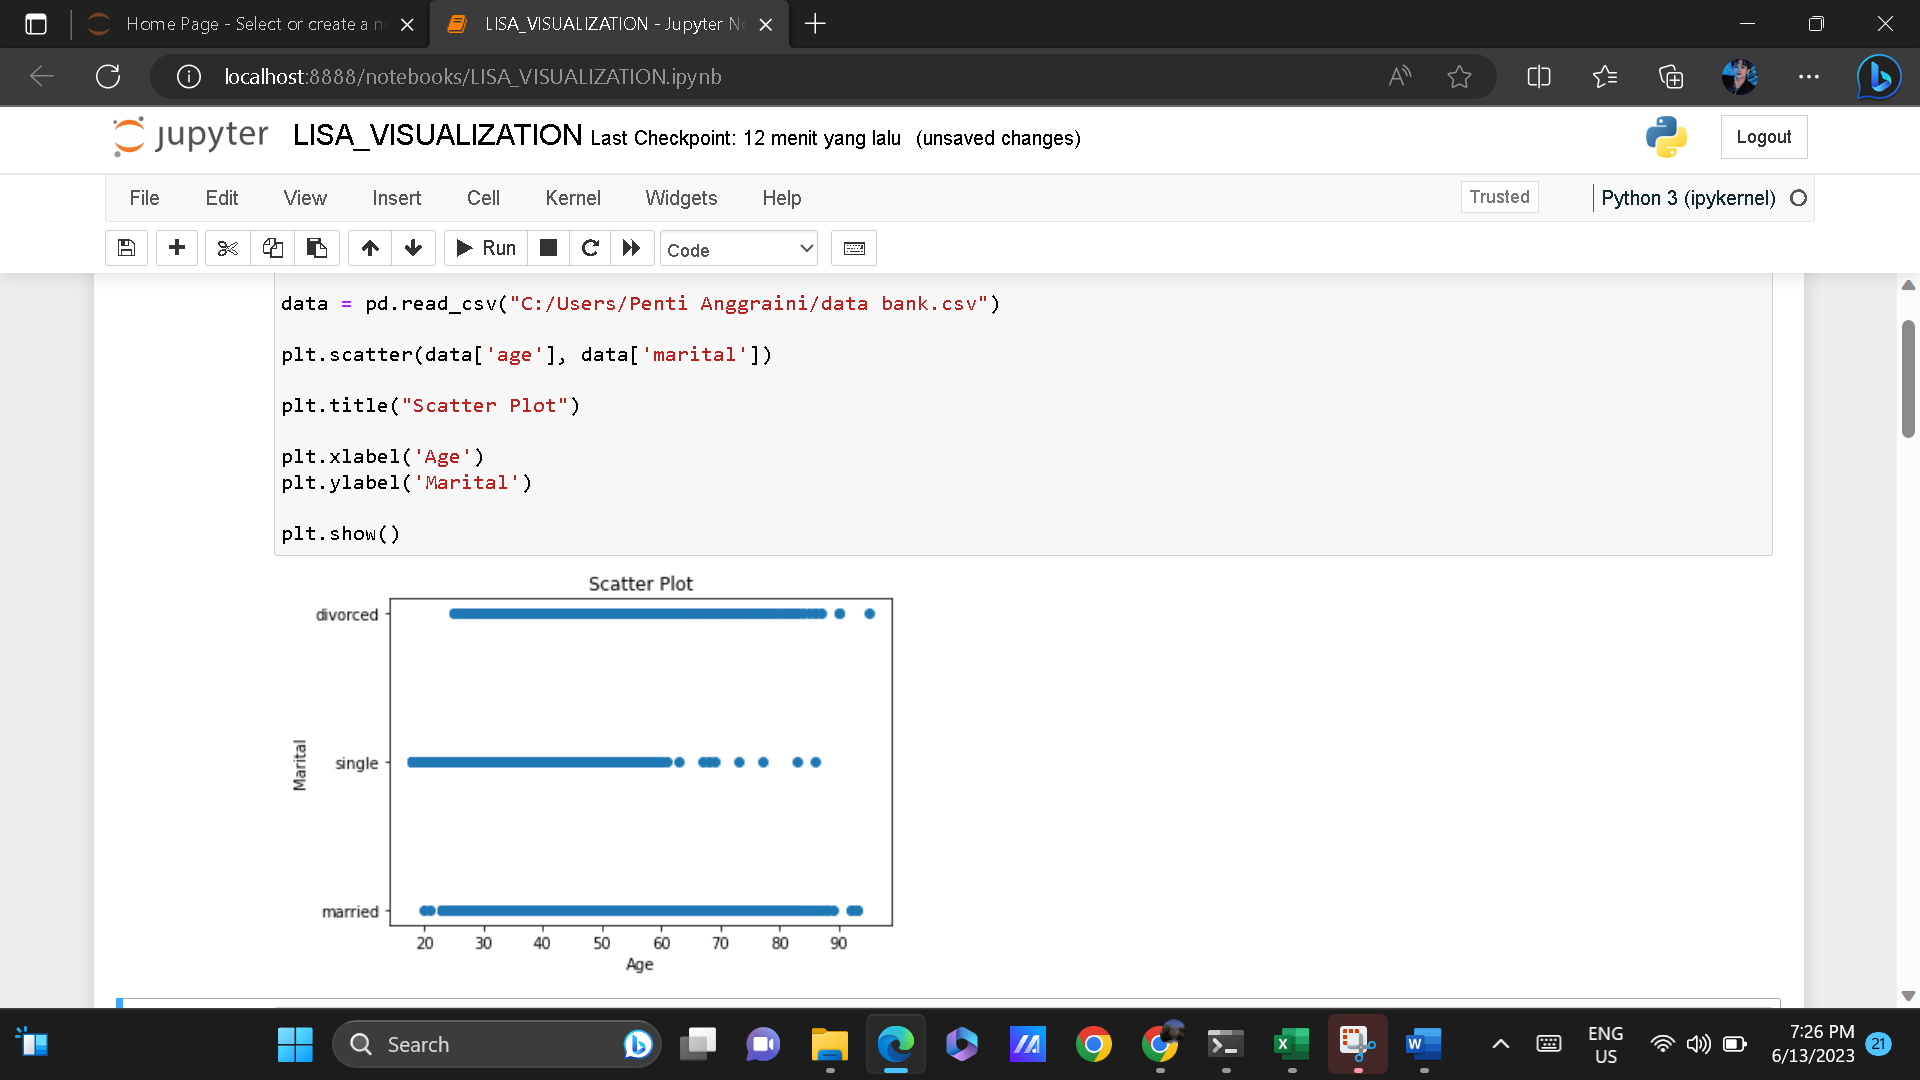 Home Page - Select or create a n
LISA_VISUALIZATION - Jupyter No
localhost:8888/notebooks/LISA_VISUALIZATION.ipynb
jupyter LISA_VISUALIZATION Last Checkpoint: 12 menit yang lalu (unsaved changes)
Logout
File Edit View Insert Cell Kernel Widgets Help
Trusted
Python 3 (ipykernel)
Run
Code
data = pd.read_csv("C:/Users/Penti Anggraini/data bank.csv")
plt.scatter(data['age'], data['marital'])
plt.title("Scatter Plot")
plt.xlabel('Age')
plt.ylabel('Marital')
plt.show()
Scatter Plot
divorced
single
married
Marital
20 30 40 50 60 70 80 90
Age
Search
ENG
US
7:26 PM
6/13/2023
21